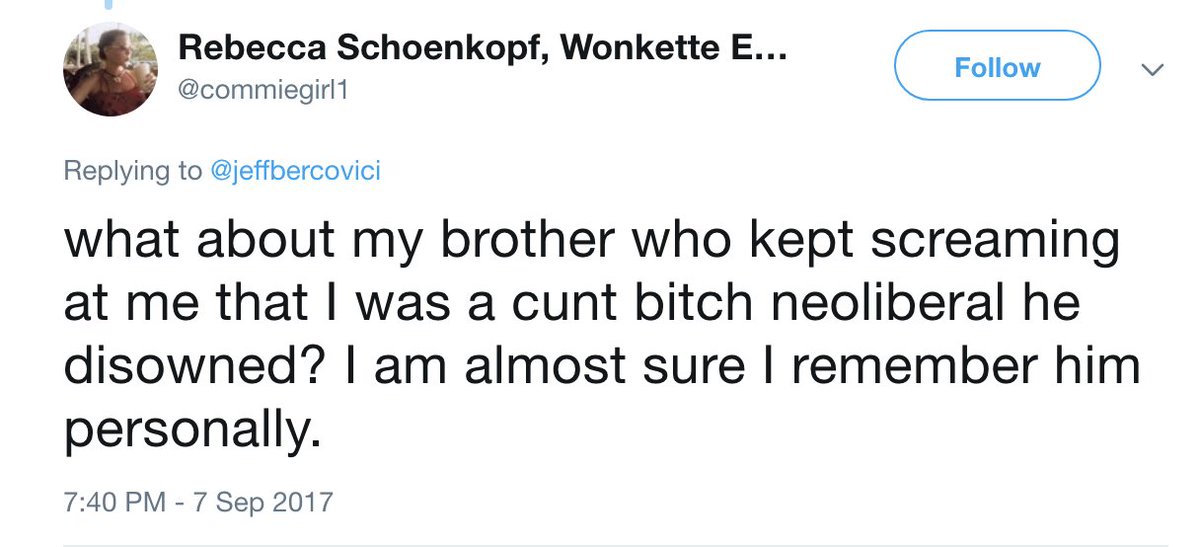 Rebecca Schoenkopf, Wonkette E...
@commiegirl1
Follow
Replying to @jeffbercovici
what about my brother who kept screaming
at me that I was a cunt bitch neoliberal he
disowned? I am almost sure I remember him
personally.
7:40 PM - 7 Sep 2017